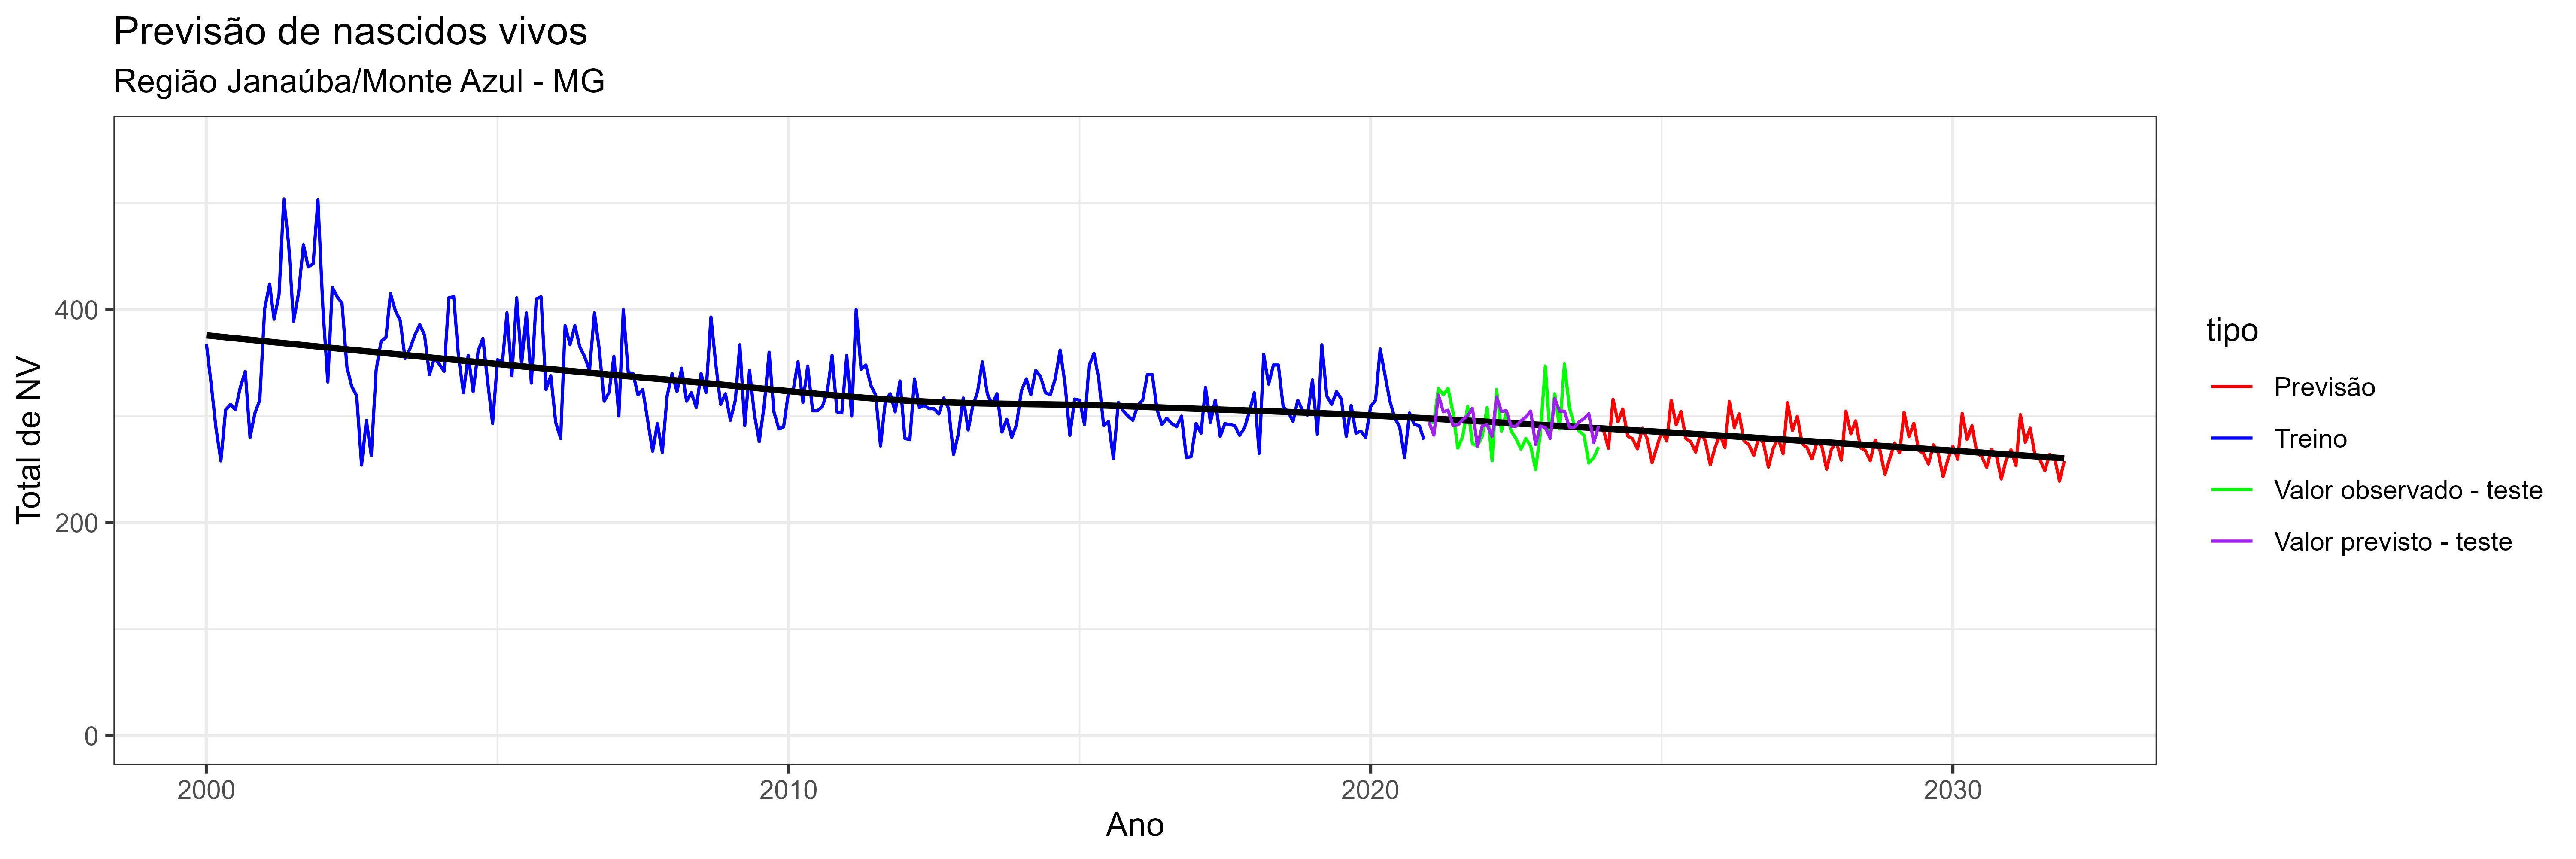 Previsão de nascidos vivos
Região Janaúba/Monte Azul - MG
Total de NV
400
200
0
2000
2010
2020
2030
Ano
tipo
Previsão
Treino
Valor observado - teste
Valor previsto - teste